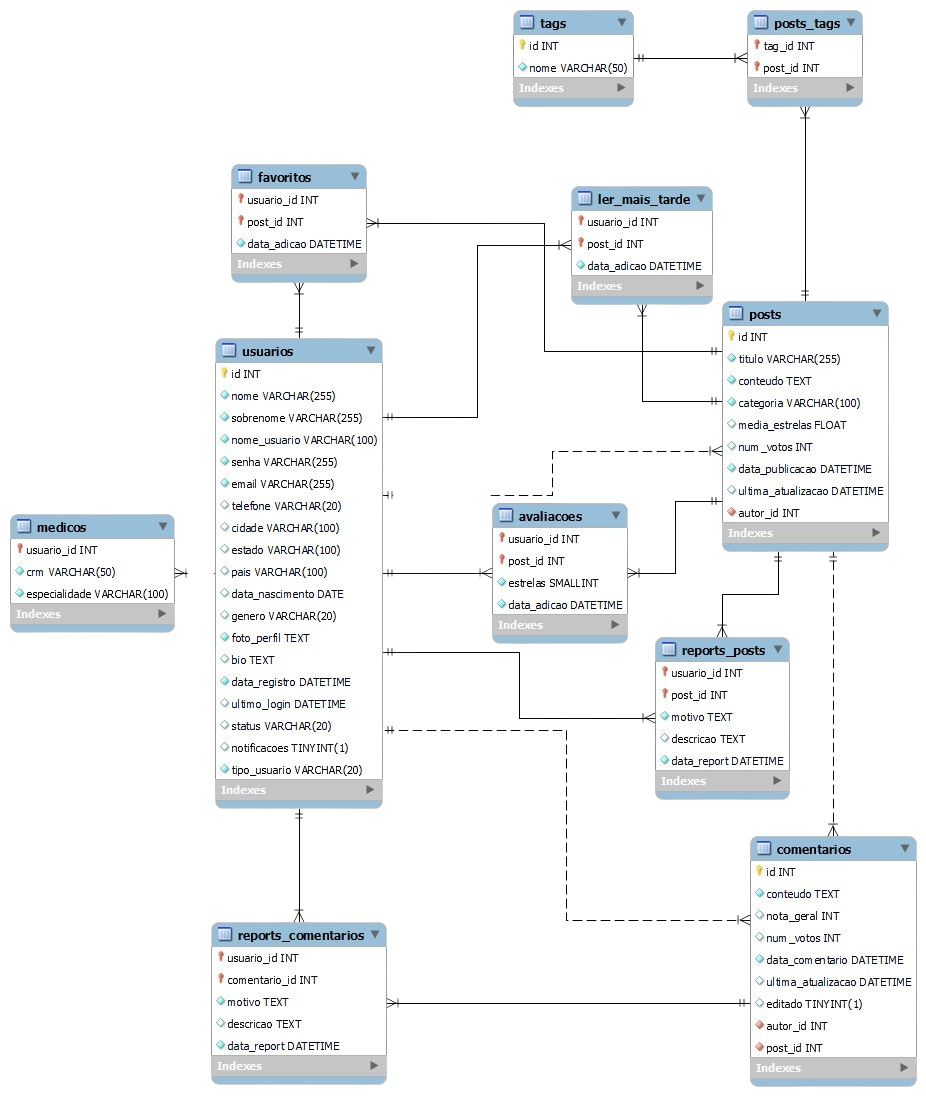 tags
id INT
nome VARCHAR(50)
Indexes
posts_tags
tag_id INT
post_id INT
Indexes
favoritos
usuario_id INT
post_id INT
data_adicao DATETIME
Indexes
ler_mais_tarde
usuario_id INT
post_id INT
data_adicao DATETIME
Indexes
posts
id INT
titulo VARCHAR(255)
conteudo TEXT
categoria VARCHAR(100)
media_estrelas FLOAT
num_votos INT
data_publicacao DATETIME
ultima_atualizacao DATETIME
autor_id INT
Indexes
usuarios
id INT
nome VARCHAR(255)
sobrenome VARCHAR(255)
nome_usuario VARCHAR(100)
senha VARCHAR(255)
email VARCHAR(255)
telefone VARCHAR(20)
cidade VARCHAR(100)
estado VARCHAR(100)
pais VARCHAR(100)
data_nascimento DATE
genero VARCHAR(20)
foto_perfil TEXT
bio TEXT
data_registro DATETIME
ultimo_login DATETIME
status VARCHAR(20)
notificacoes TINYINT(1)
tipo_usuario VARCHAR(20)
Indexes
medicos
usuario_id INT
crm VARCHAR(50)
especialidade VARCHAR(100)
Indexes
avaliacoes
usuario_id INT
post_id INT
estrelas SMALLINT
data_adicao DATETIME
Indexes
reports_posts
usuario_id INT
post_id INT
motivo TEXT
descricao TEXT
data_report DATETIME
Indexes
comentarios
id INT
conteudo TEXT
nota_geral INT
num_votos INT
data_comentario DATETIME
ultima_atualizacao DATETIME
editado TINYINT(1)
autor_id INT
post_id INT
Indexes
reports_comentarios
usuario_id INT
comentario_id INT
motivo TEXT
descricao TEXT
data_report DATETIME
Indexes